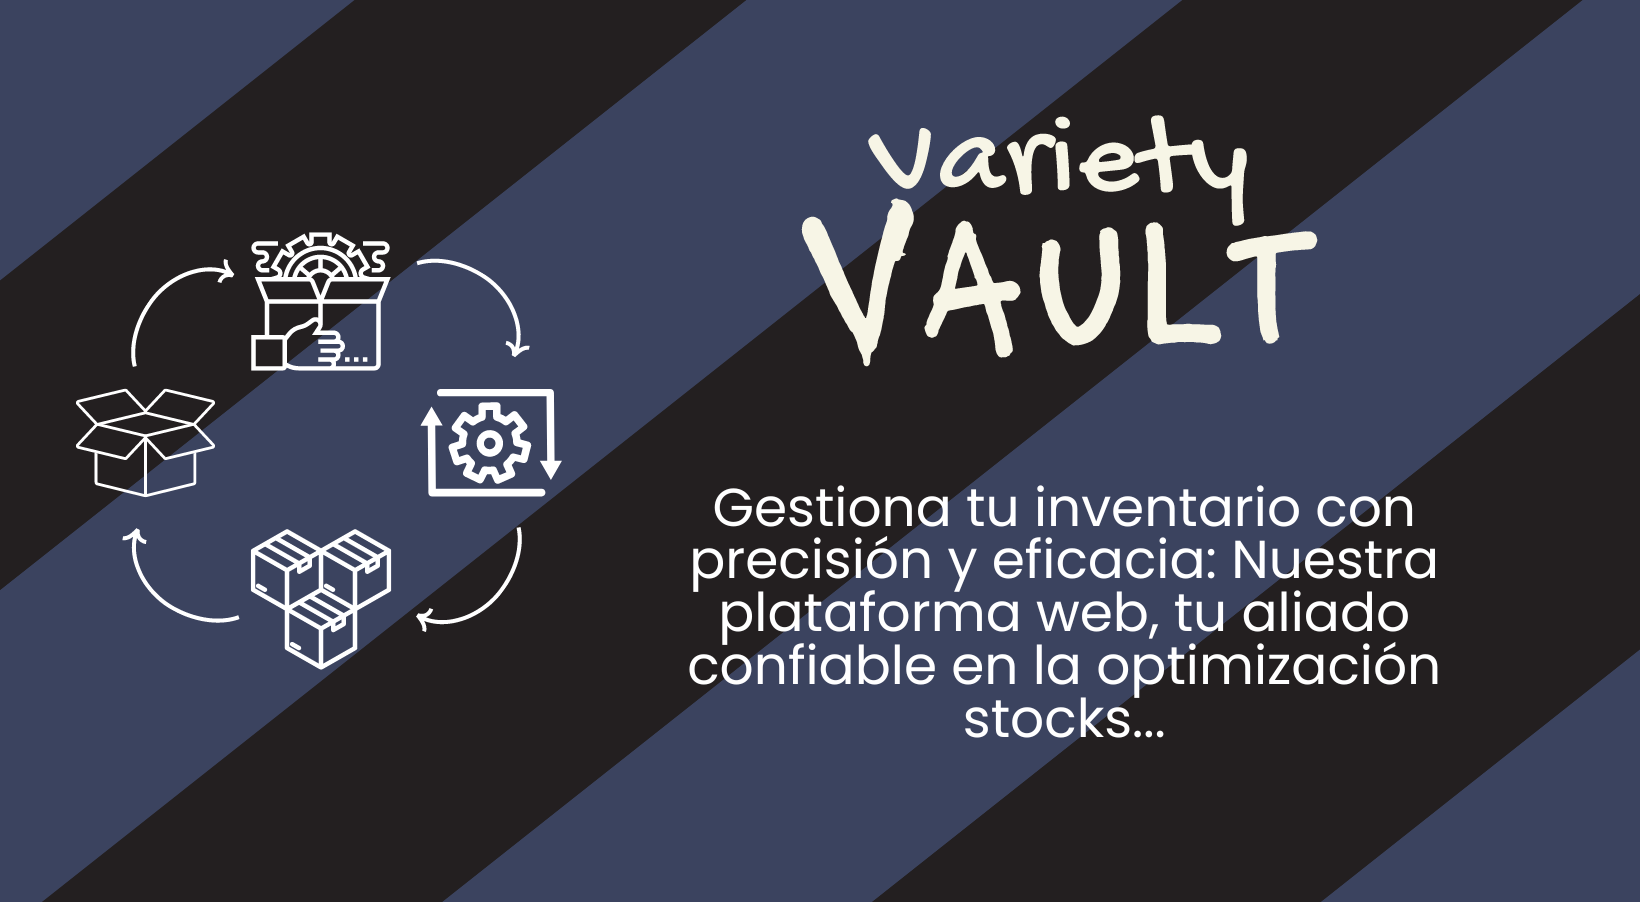 variety
VAULT
Gestiona tu inventario con
precisión y eficacia: Nuestra
plataforma web, tu aliado
confiable en la optimización
stocks...